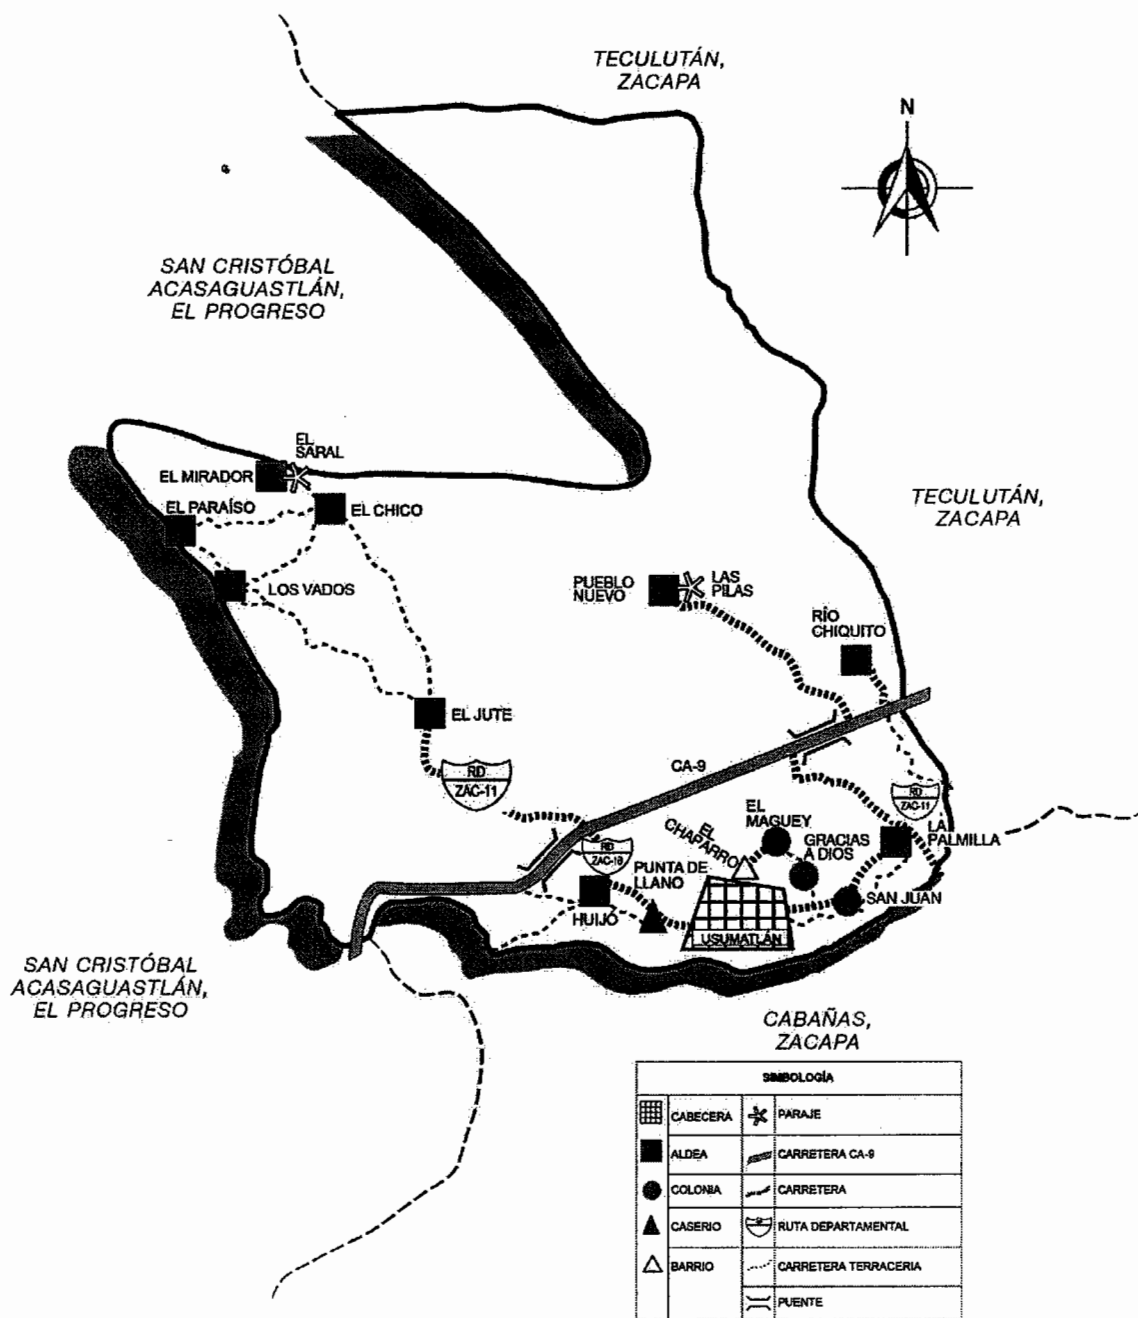 TECULUTÁN,
ZACAPA
N
SAN CRISTÓBAL
ACASAGUASTLÁN,
EL PROGRESO
EL
SARAL
EL MIRADOR
EL PARAÍSO
EL CHICO
LOS VADOS
TECULUTÁN,
ZACAPA
PUEBLO
NUEVO
LAS
PILAS
RÍO
CHIQUITO
EL JUTE
RD
ZAC-11
CA-9
RD
ZAC-11
EL
MAGUEY
EL
CHAPARRO
GRACIAS
A DIOS
LA
PALMILLA
RD
ZAC-18
PUNTA DE
LLANO
HUIJÓ
SAN JUAN
USUMATLÁN
SAN CRISTÓBAL
ACASAGUASTLÁN,
EL PROGRESO
CABAÑAS,
ZACAPA
SIMBOLOGÍA
CABECERA
PARAJE
ALDEA
CARRETERA CA-9
COLONIA
CARRETERA
CASERIO
RUTA DEPARTAMENTAL
BARRIO
CARRETERA TERRACERIA
PUENTE